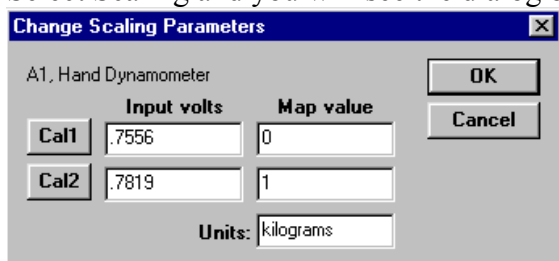 Change Scaling Parameters
A1, Hand Dynamometer
OK
Input volts Map value
Cancel
Cal1 .7556 0
Cal2 .7819 1
Units: kilograms